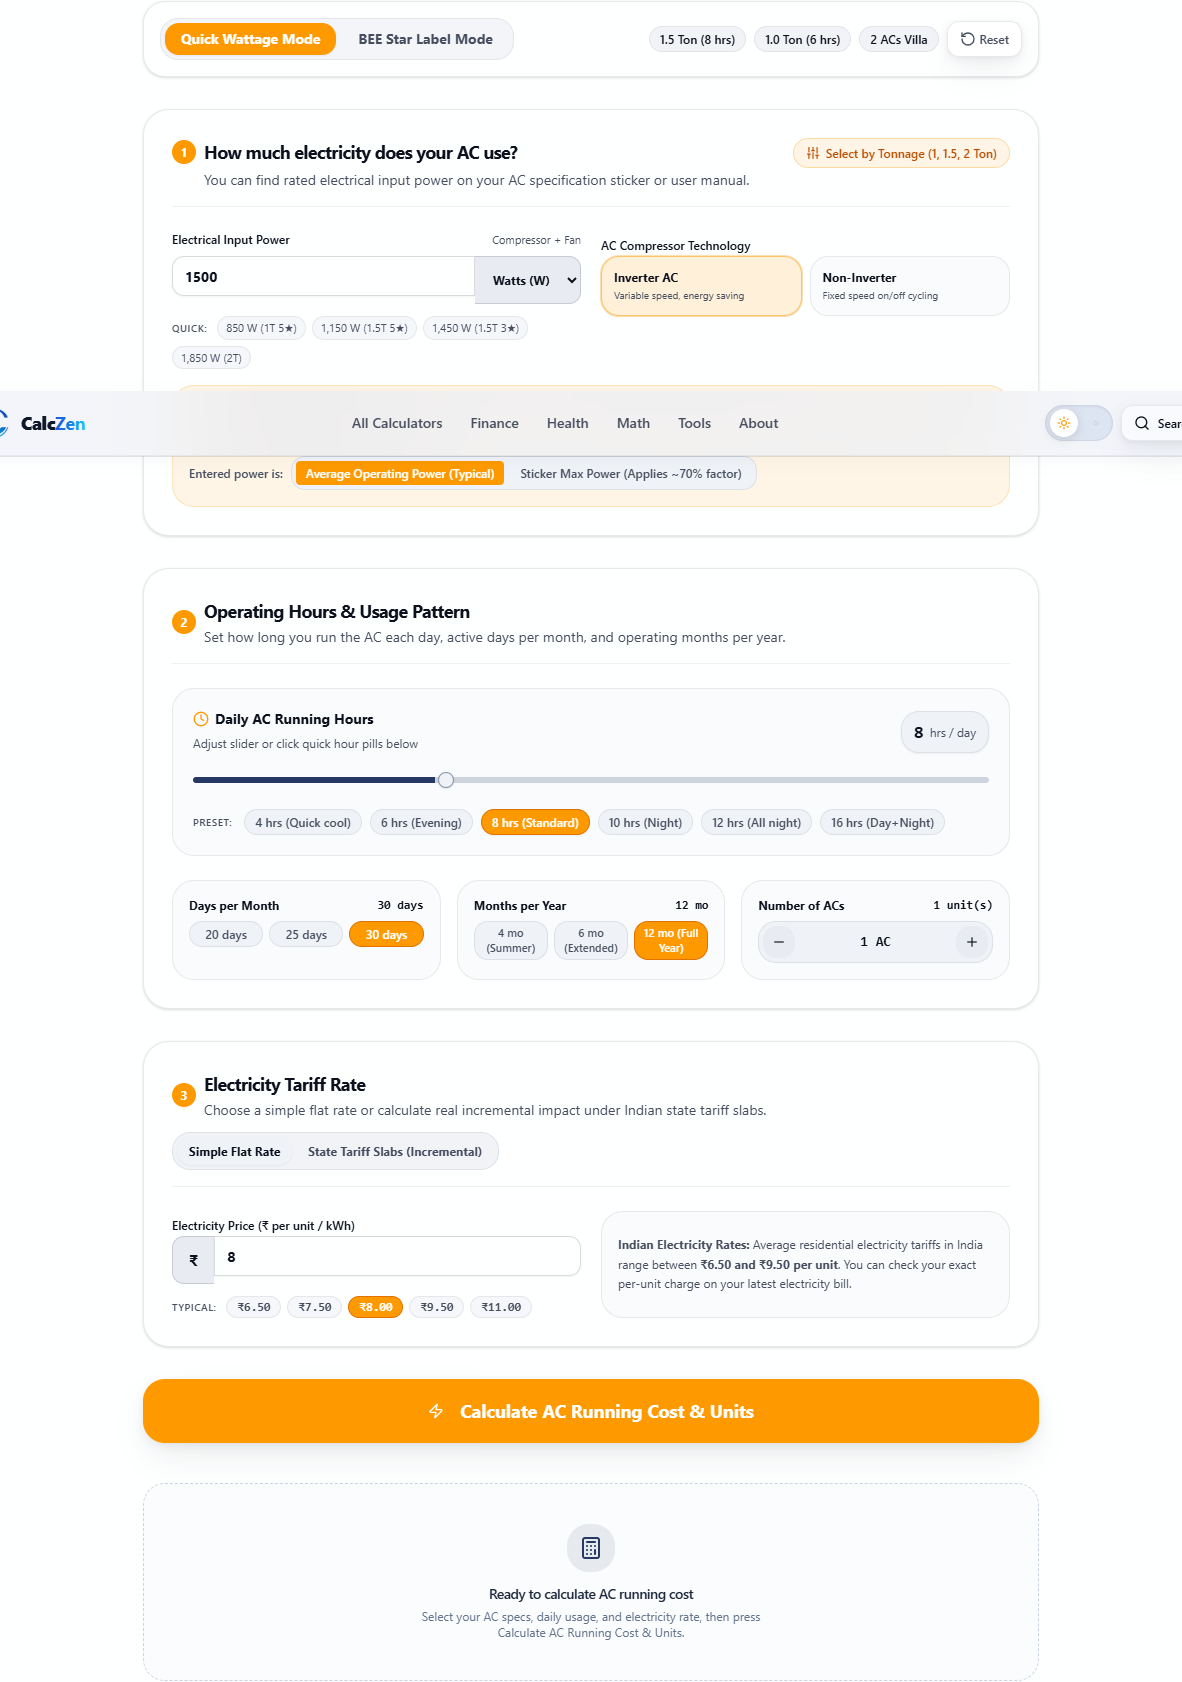 Quick Wattage Mode BEE Star Label Mode 1.5 Ton (8 hrs) 1.0 Ton (6 hrs) 2 ACs Villa Reset
1 How much electricity does your AC use? Select by Tonnage (1, 1.5, 2 Ton)
You can find rated electrical input power on your AC specification sticker or user manual.
Electrical Input Power Compressor + Fan
1500 Watts (W)
QUICK: 850 W (1T 5★) 1,150 W (1.5T 5★) 1,450 W (1.5T 3★)
1,850 W (2T)
AC Compressor Technology
Inverter AC
Variable speed, energy saving
Non-Inverter
Fixed speed on/off cycling
CalcZen All Calculators Finance Health Math Tools About Sear
Entered power is: Average Operating Power (Typical) Sticker Max Power (Applies ~70% factor)
2 Operating Hours & Usage Pattern
Set how long you run the AC each day, active days per month, and operating months per year.
Daily AC Running Hours
Adjust slider or click quick hour pills below
8 hrs / day
PRESET: 4 hrs (Quick cool) 6 hrs (Evening) 8 hrs (Standard) 10 hrs (Night) 12 hrs (All night) 16 hrs (Day+Night)
Days per Month 30 days
20 days 25 days 30 days
Months per Year 12 mo
4 mo (Summer) 6 mo (Extended) 12 mo (Full Year)
Number of ACs 1 unit(s)
− 1 AC +
3 Electricity Tariff Rate
Choose a simple flat rate or calculate real incremental impact under Indian state tariff slabs.
Simple Flat Rate State Tariff Slabs (Incremental)
Electricity Price (₹ per unit / kWh)
₹ 8
TYPICAL: ₹6.50 ₹7.50 ₹8.00 ₹9.50 ₹11.00
Indian Electricity Rates: Average residential electricity tariffs in India
range between ₹6.50 and ₹9.50 per unit. You can check your exact
per-unit charge on your latest electricity bill.
Calculate AC Running Cost & Units
Ready to calculate AC running cost
Select your AC specs, daily usage, and electricity rate, then press
Calculate AC Running Cost & Units.